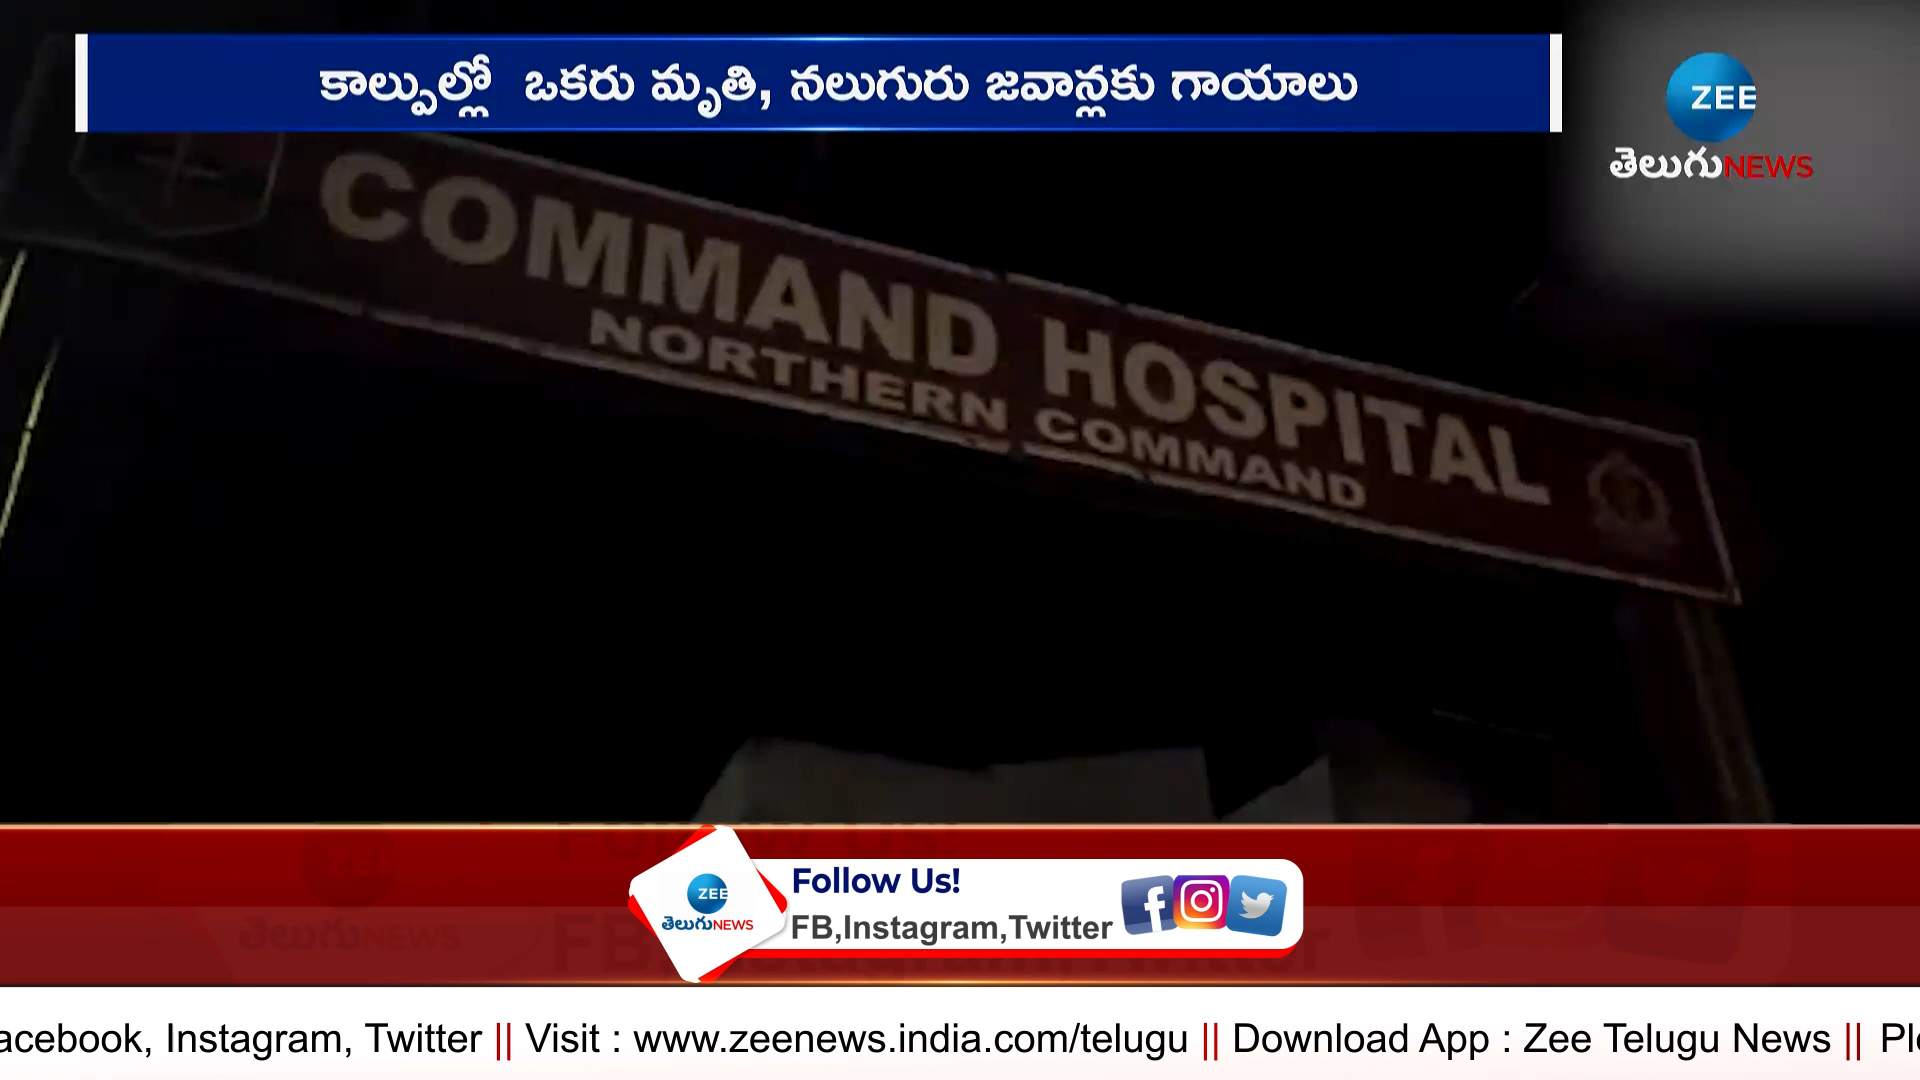 కాల్పుల్లో ఒకరు మృతి, నలుగురు జవాన్లకు గాయాలు
ZEE
తెలుగుNEWS
COMMAND HOSPITAL
NORTHERN COMMAND
Follow Us!
FB,Instagram,Twitter
ZEE
తెలుగుNEWS
acebook, Instagram, Twitter || Visit : www.zeenews.india.com/telugu || Download App : Zee Telugu News ||